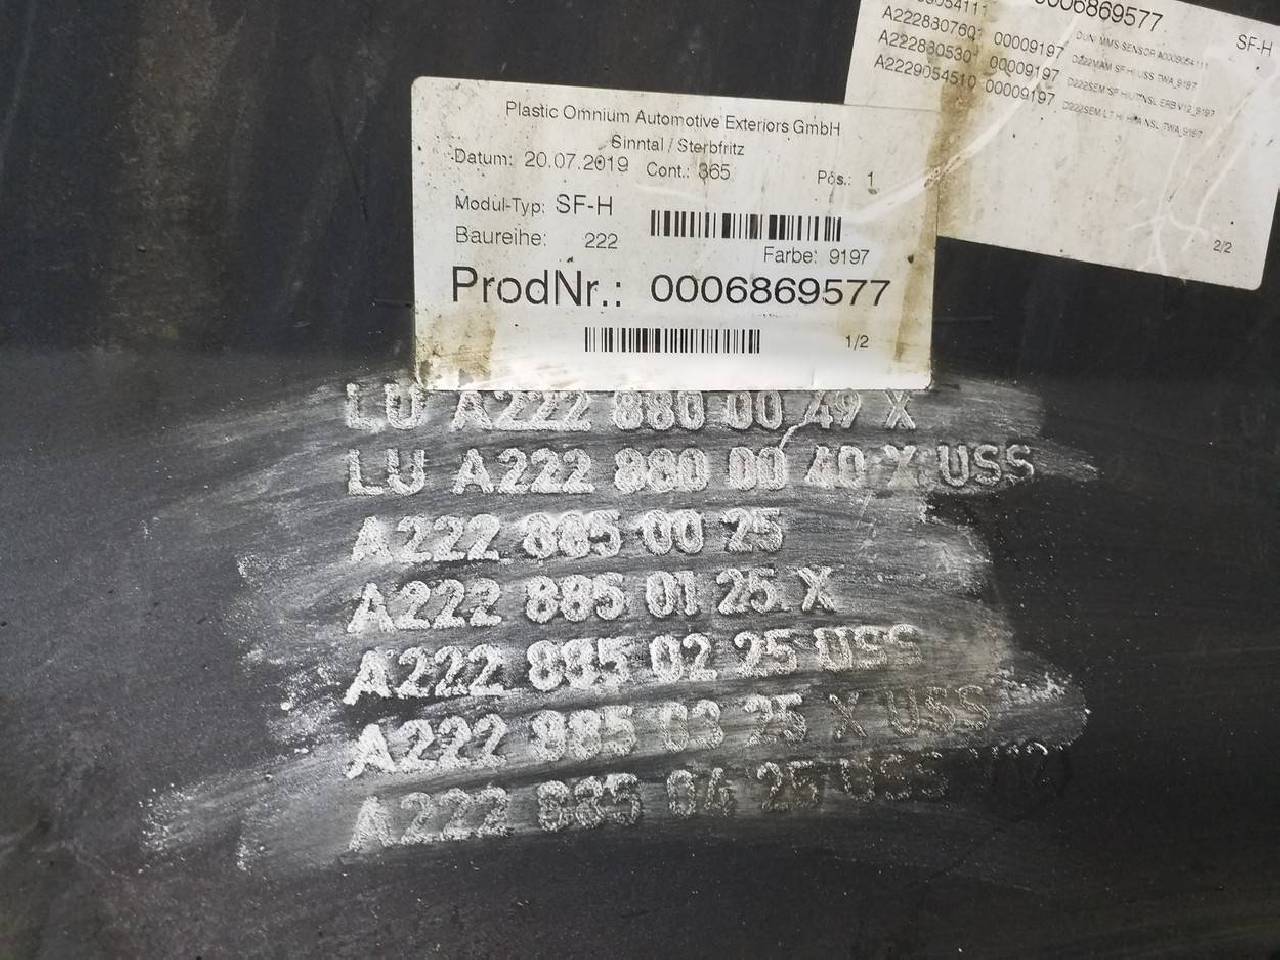 Plastic Omnium Automotive Exteriors GmbH
Sinntal / Sterbfritz
Datum: 20.07.2019 Cont.: 365 Pos.: 1
Modul-Typ: SF-H
Baureihe: 222
Farbe: 9197
ProdNr.: 0006869577
1/2
0006869577
SF-H
A2228807601 00009197
A2228805301 00009197
A2229054510 00009197
2/2
LU A222 880 00 49 X
LU A222 880 00 40 X USS
A222 885 00 25
A222 885 01 25 X
A222 885 02 25 USS
A222 885 03 25 X USS
A222 885 04 25 USS